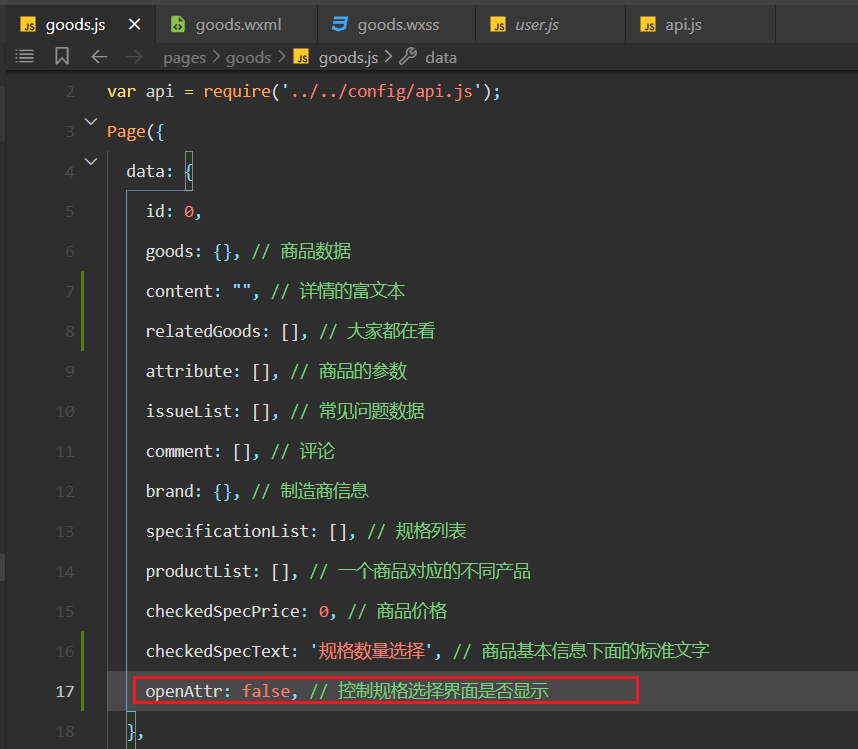 goods.js × goods.wxml goods.wxss user.js api.js
pages > goods > goods.js > data
2 var api = require('../../config/api.js');
3 Page({
4 data: {
5 id: 0,
6 goods: {}, // 商品数据
7 content: "", // 详情的富文本
8 relatedGoods: [], // 大家都在看
9 attribute: [], // 商品的参数
10 issueList: [], // 常见问题数据
11 comment: [], // 评论
12 brand: {}, // 制造商信息
13 specificationList: [], // 规格列表
14 productList: [], // 一个商品对应的不同产品
15 checkedSpecPrice: 0, // 商品价格
16 checkedSpecText: '规格数量选择', // 商品基本信息下面的标准文字
17 openAttr: false, // 控制规格选择界面是否显示
18 },